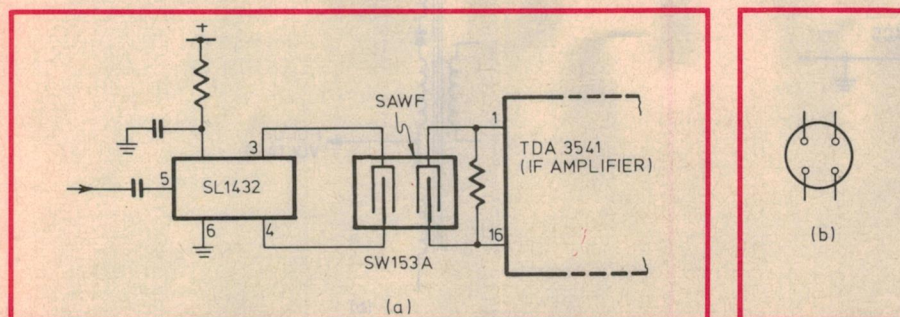 +
SAWF
1
3
TDA 3541
(IF AMPLIFIER)
5
SL1432
6
4
16
SW153A
(a)
(b)